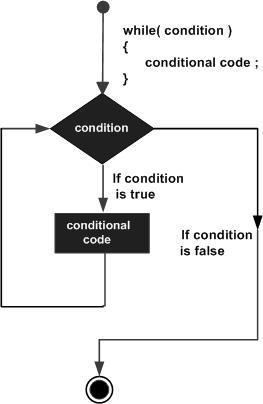 while( condition )
{
conditional code ;
}
condition
If condition
is true
conditional
code
If condition
is false